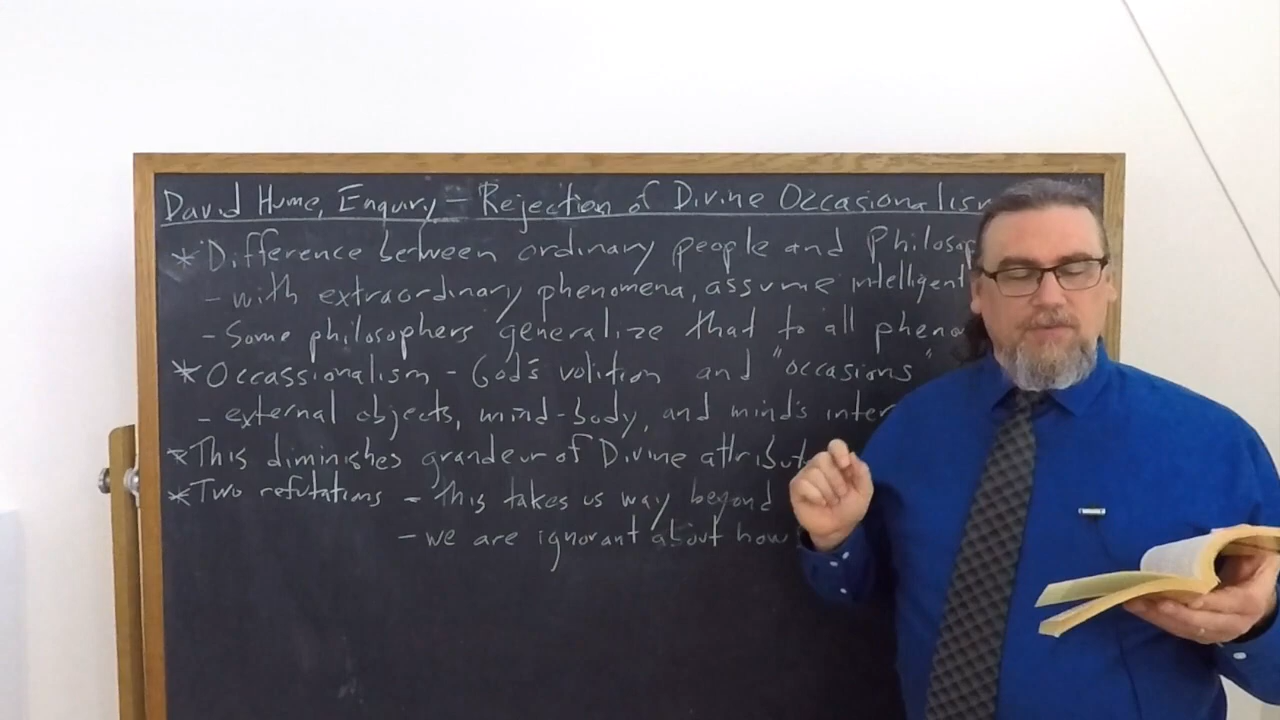 David Hume, Enquiry - Rejection of Divine Occasionalism
* Difference between ordinary people and Philosop
- with extraordinary phenomena, assume intelligent
- Some philosophers generalize that to all pheno
* Occassionalism - God's volition and "occasions"
- external objects, mind-body, and mind's inter
* This diminishes grandeur of Divine attribut
* Two refutations - this takes us way beyond
- we are ignorant about how